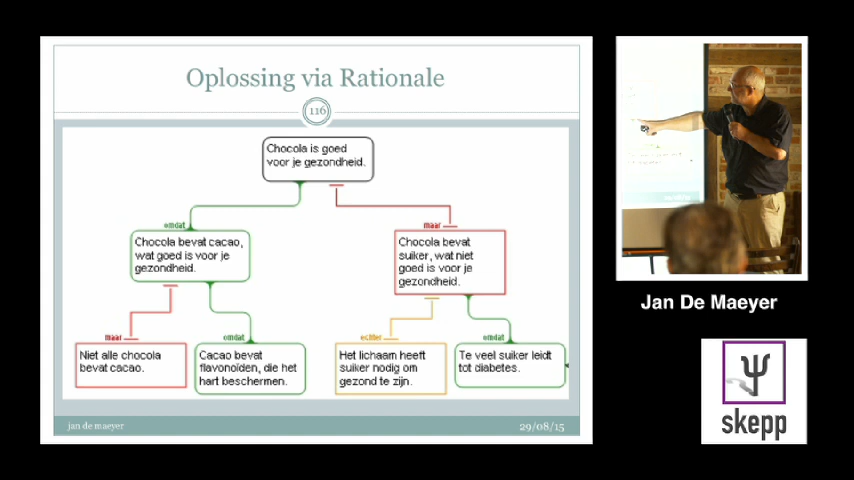 Oplossing via Rationale
116
Chocola is goed
voor je gezondheid.
omdat
maar
Chocola bevat cacao,
wat goed is voor je
gezondheid.
Chocola bevat
suiker, wat niet
goed is voor je
gezondheid.
maar
omdat
echter
omdat
Niet alle chocola
bevat cacao.
Cacao bevat
flavonoïden, die het
hart beschermen.
Het lichaam heeft
suiker nodig om
gezond te zijn.
Te veel suiker leidt
tot diabetes.
jan de maeyer
29/08/15
Jan De Maeyer
skepp